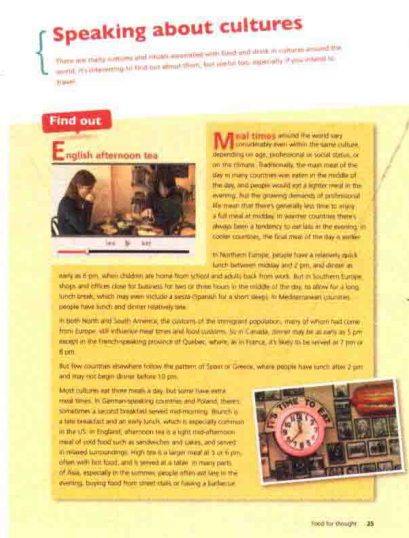 Speaking about cultures
There are many customs and rituals associated with food and drink in cultures around the
world. It's interesting to find out about them, but useful too, especially if you intend to
travel.
Find out
English afternoon tea
Meal times around the world vary
considerably even within the same culture,
depending on age, professional or social status, or
on the climate. Traditionally, the main meal of the
day in many countries was eaten in the middle of
the day, and people would eat a lighter meal in the
evening. But the growing demands of professional
life mean that there's generally less time to enjoy
a full meal at midday. In warmer countries there's
always been a tendency to eat late in the evening; in
cooler countries, the final meal of the day is earlier.
In Northern Europe, people have a relatively quick
lunch between midday and 2 pm, and dinner as
early as 6 pm, when children are home from school and adults back from work. But in Southern Europe,
shops and offices close for business for two or three hours in the middle of the day, to allow for a long
lunch break, which may even include a siesta (Spanish for a short sleep). In Mediterranean countries
people have lunch and dinner relatively late.
In both North and South America, the customs of the immigrant population, many of whom had come
from Europe, still influence meal times and food customs. So in Canada, dinner may be as early as 5 pm
except in the French-speaking province of Quebec, where, as in France, it's likely to be served at 7 pm or
8 pm.
But few countries elsewhere follow the pattern of Spain or Greece, where people have lunch after 2 pm
and may not begin dinner before 10 pm.
Most cultures eat three meals a day, but some have extra
meal times. In German-speaking countries and Poland, there's
sometimes a second breakfast served mid-morning. Brunch is
a late breakfast and an early lunch, which is especially common
in the US. In England, afternoon tea is a light mid-afternoon
meal of cold food such as sandwiches and cakes, and served
in relaxed surroundings. High tea is a larger meal at 5 or 6 pm,
often with hot food, and is served at a table. In many parts
of Asia, especially in the summer, people often eat late in the
evening, buying food from street stalls or having a barbecue.
IT'S TIME TO
Food for thought 25